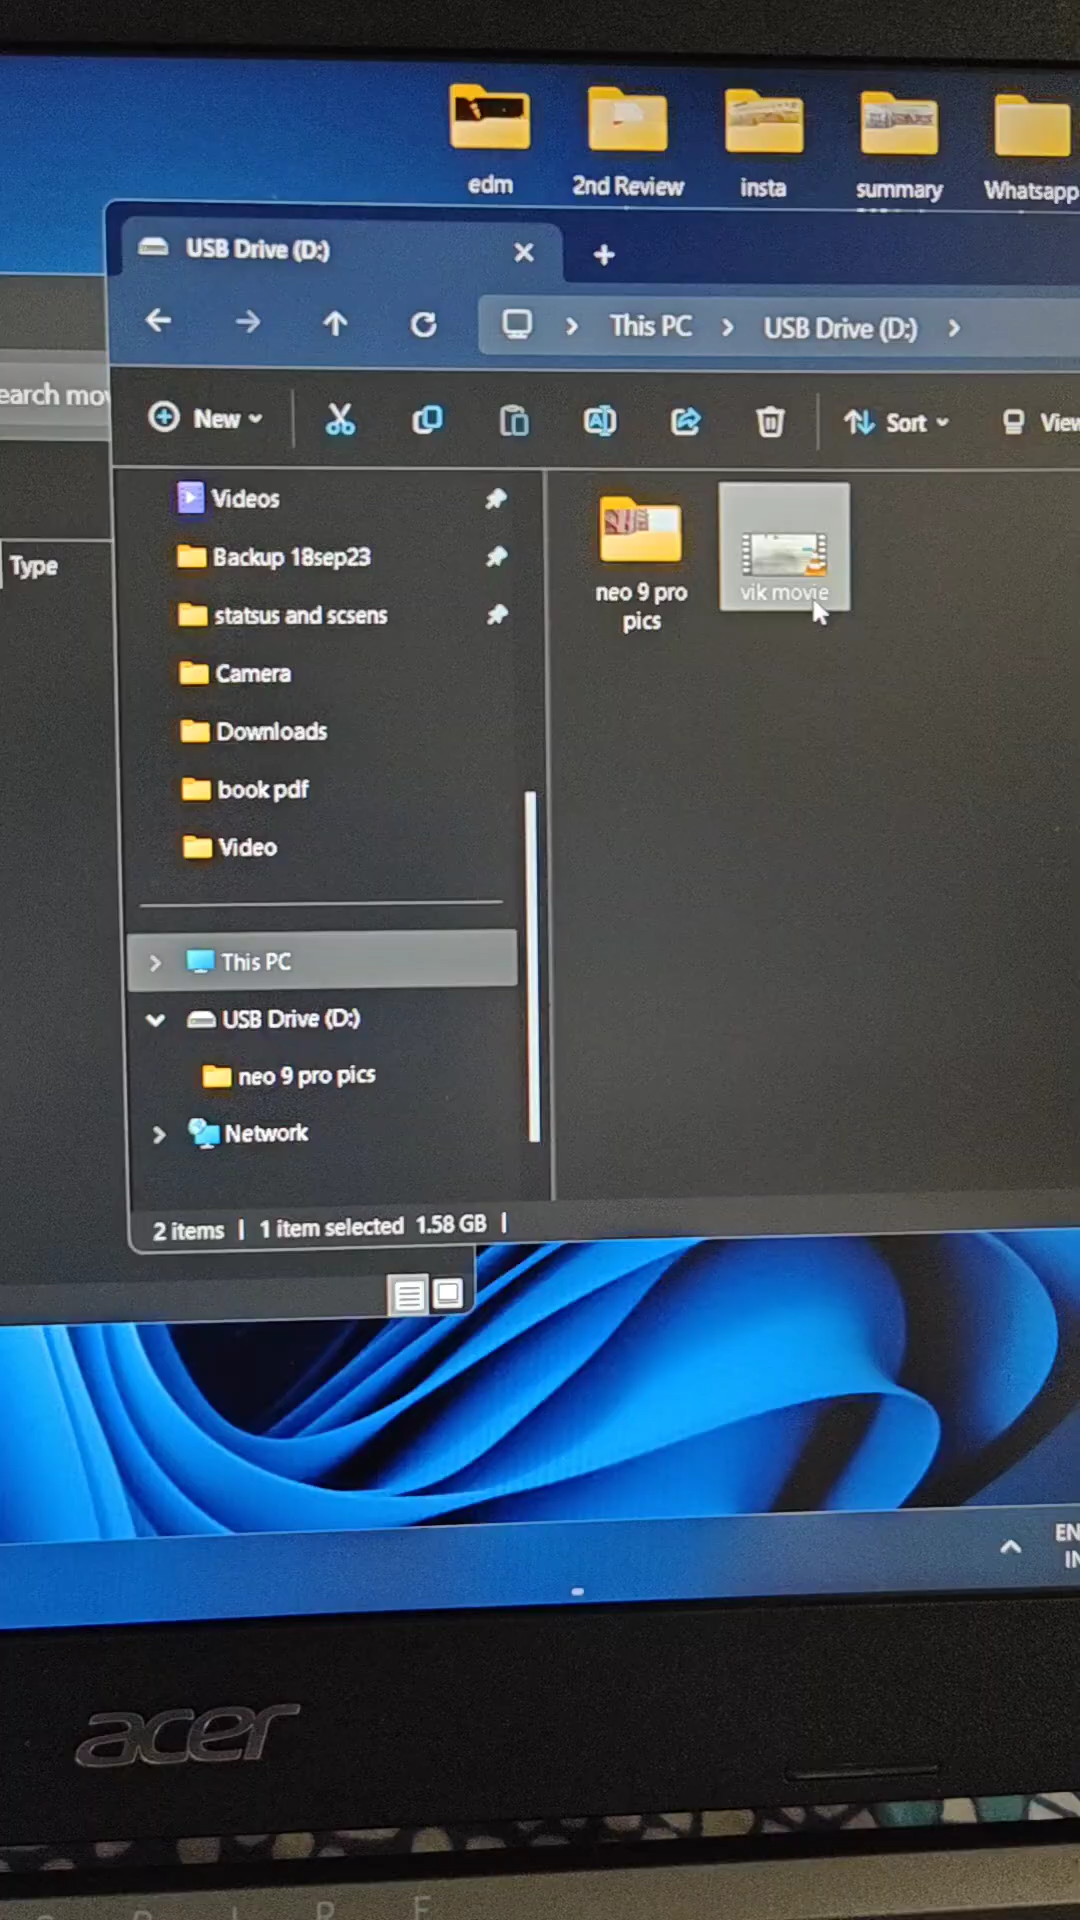 edm
2nd Review
insta
summary
Whatsapp
USB Drive (D:)
This PC
USB Drive (D:)
earch mov
New
Sort
View
Type
Videos
Backup 18sep23
statsus and scsens
Camera
Downloads
book pdf
Video
This PC
USB Drive (D:)
neo 9 pro pics
Network
neo 9 pro
pics
vik movie
2 items | 1 item selected 1.58 GB |
EN
IN
acer